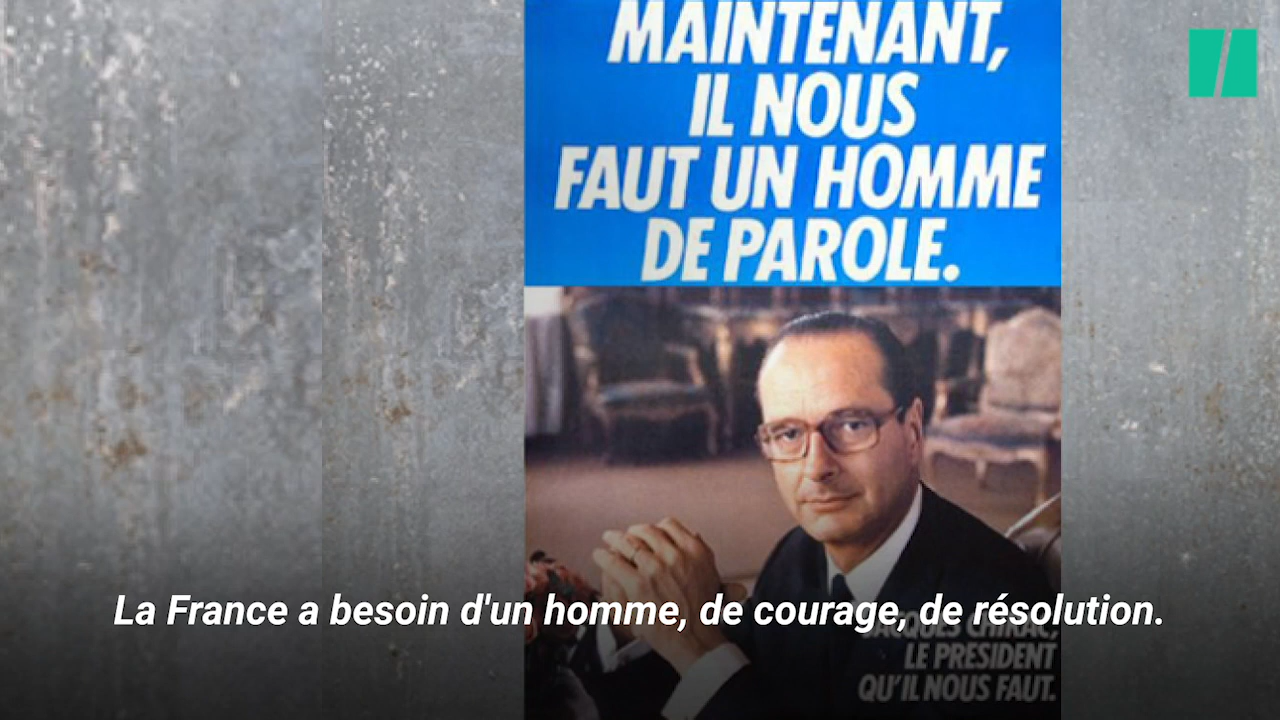 MAINTENANT,
IL NOUS
FAUT UN HOMME
DE PAROLE.
La France a besoin d'un homme, de courage, de résolution.
JACQUES CHIRAC,
LE PRESIDENT
QU'IL NOUS FAUT.